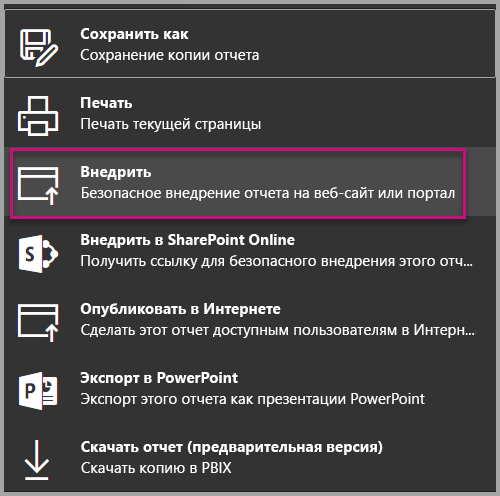 Сохранить как
Сохранение копии отчета
Печать
Печать текущей страницы
Внедрить
Безопасное внедрение отчета на веб-сайт или портал
S
Внедрить в SharePoint Online
Получить ссылку для безопасного внедрения этого отч...
Опубликовать в Интернете
Сделать этот отчет доступным пользователям в Интерн...
P
Экспорт в PowerPoint
Экспорт этого отчета как презентации PowerPoint
Скачать отчет (предварительная версия)
Скачать копию в PBIX